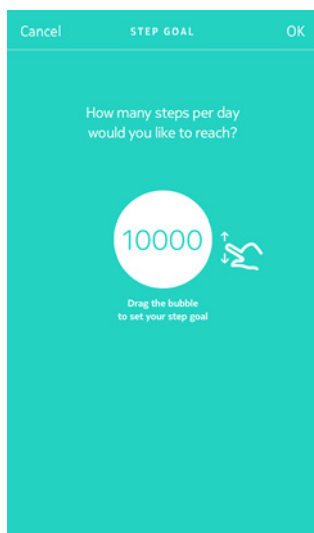 Cancel STEP GOAL OK
How many steps per day
would you like to reach?
10000
Drag the bubble
to set your step goal